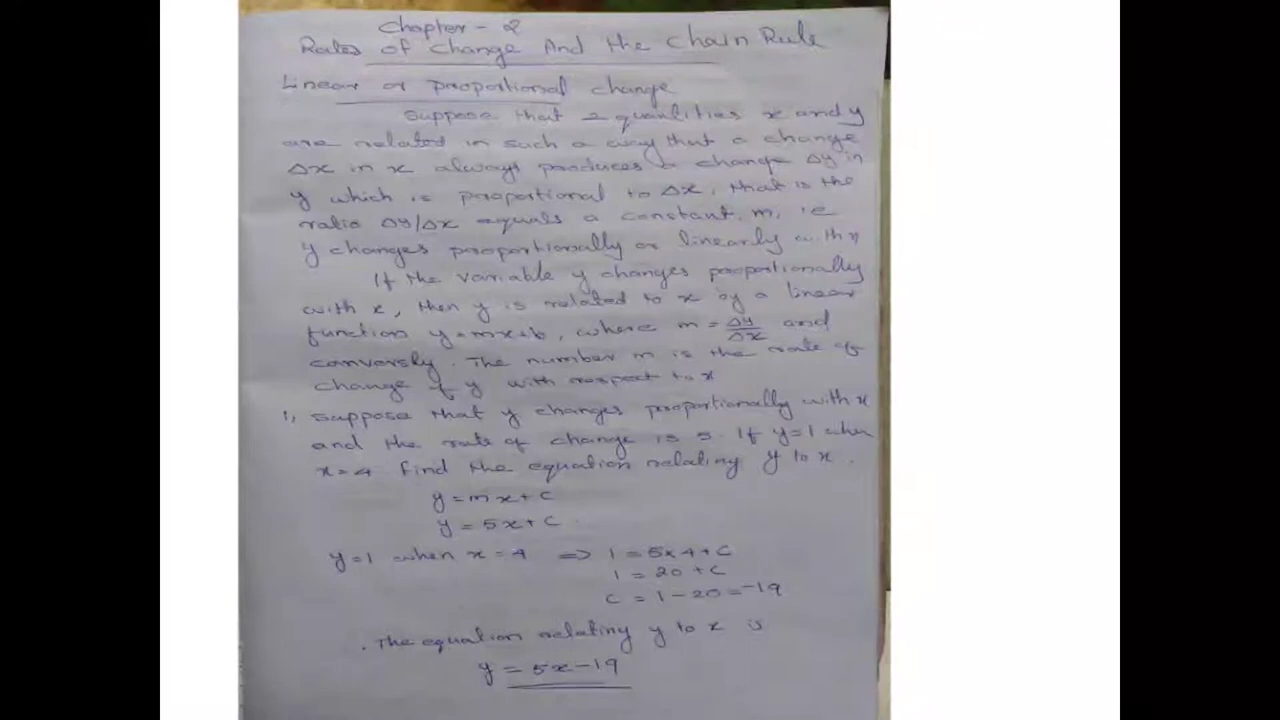 Chapter - 2
Rates of change And the Chain Rule
Linear or proportional change
Suppose that 2 quantities x and y
are related in such a way that a change
Δx in x always produces a change Δy in
y which is proportional to Δx, that is the
ratio Δy/Δx equals a constant, m, i.e
y changes proportionally or linearly with x
If the variable y changes proportionally
with x, then y is related to x by a linear
function y = mx+b, where m = Δy/Δx and
conversly. The number m is the rate of
change of y with respect to x
1, Suppose that y changes proportionally with x
and the rate of change is 5. If y=1 when
x=4 find the equation relating y to x.
y = mx + c
y = 5x + c
y=1 when x = 4 ⟹ 1 = 5x4 + c
1 = 20 + c
c = 1 - 20 = -19
. The equation relating y to x is
y = 5x - 19